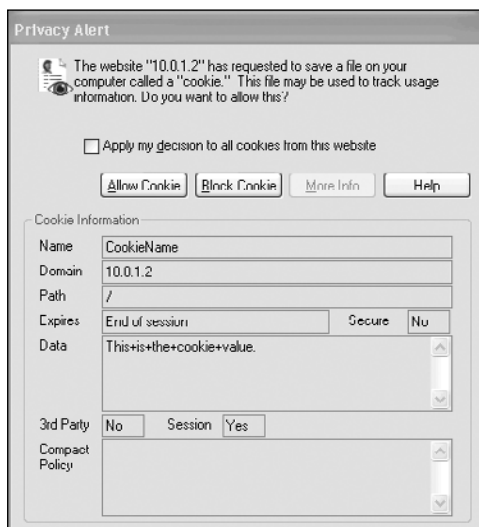 Privacy Alert
The website "10.0.1.2" has requested to save a file on your
computer called a "cookie." This file may be used to track usage
information. Do you want to allow this?
Apply my decision to all cookies from this website
Allow Cookie Block Cookie More Info Help
Cookie Information
Name CookieName
Domain 10.0.1.2
Path /
Expires End of session Secure No
Data This+is+the+cookie+value.
3rd Party No Session Yes
Compact
Policy